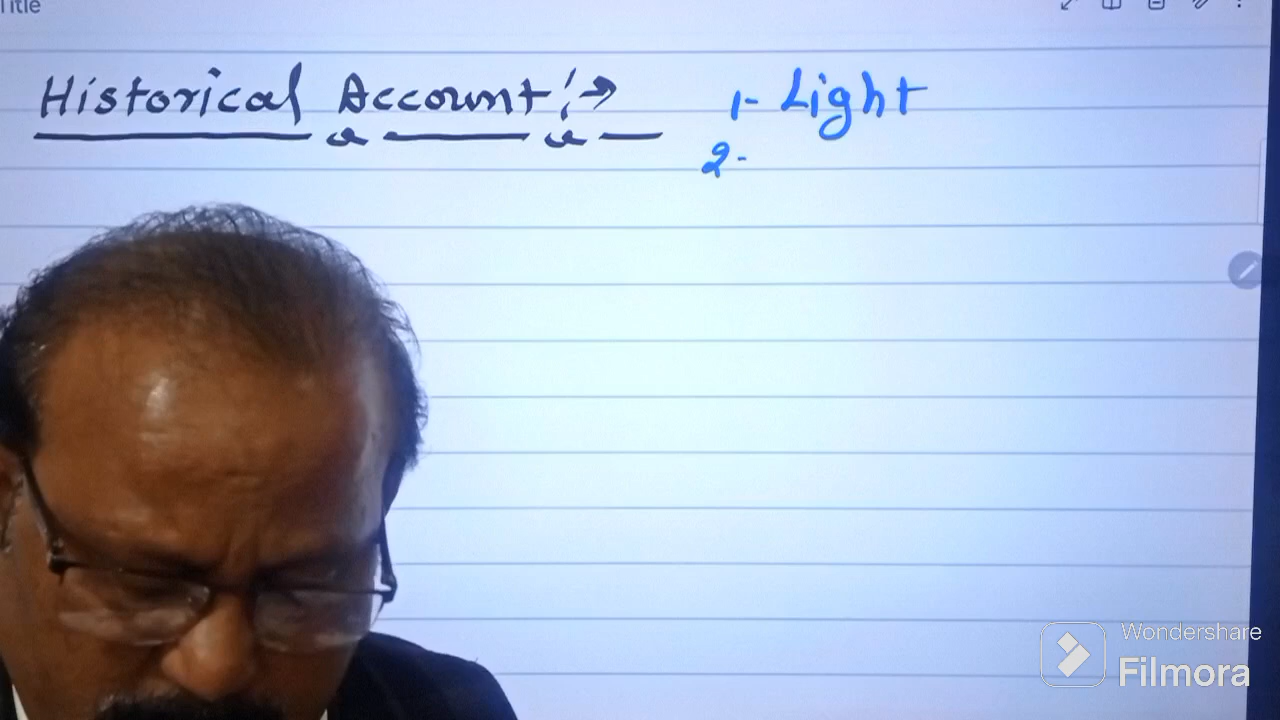 Title
Historical Account :→ 1- Light
2-
Wondershare
Filmora